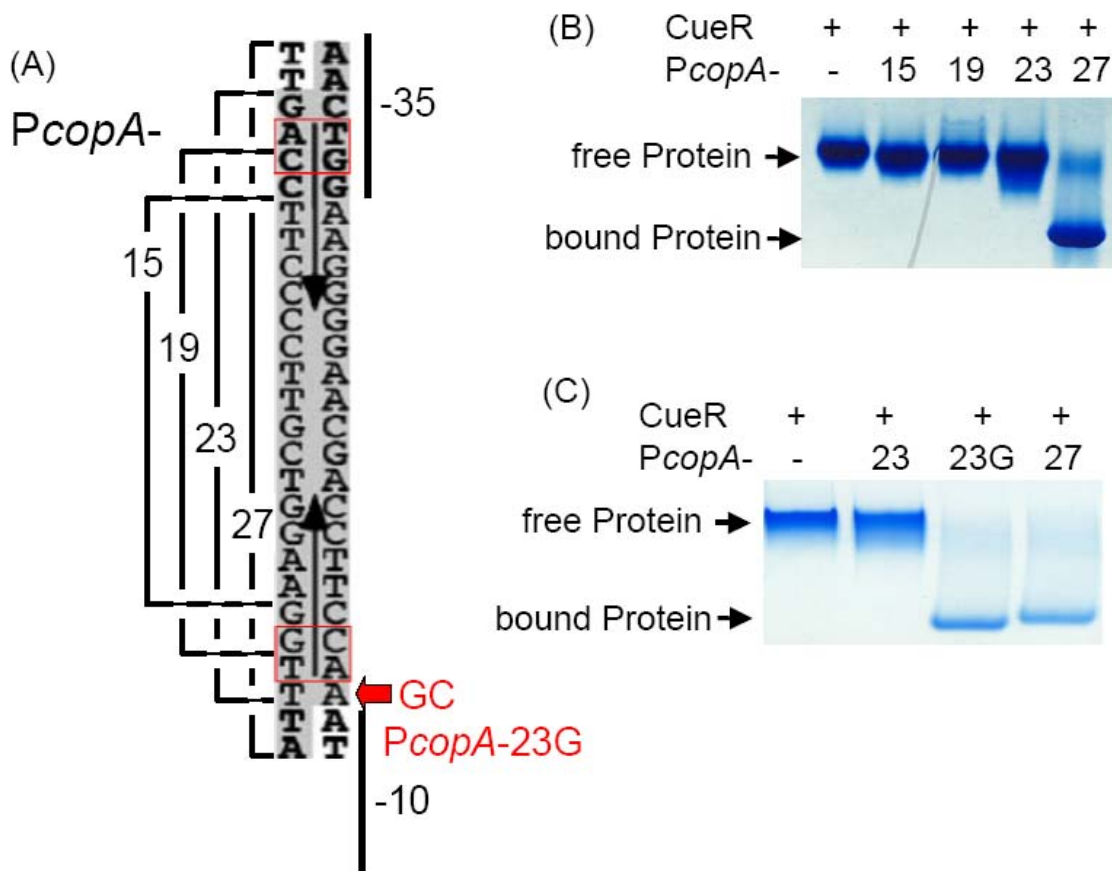 (A)
PcopA-
T A
T A
G C
A T
C G
C G
T A
T A
C G
C G
C G
C G
T A
T A
G C
C G
T A
G C
G C
A T
A T
G C
G C
T A
T A
T A
A T
-35
15
19
23
27
GC
PcopA-23G
-10
(B)
CueR + + + + +
PcopA- - 15 19 23 27
free Protein
bound Protein
(C)
CueR + + + +
PcopA- - 23 23G 27
free Protein
bound Protein